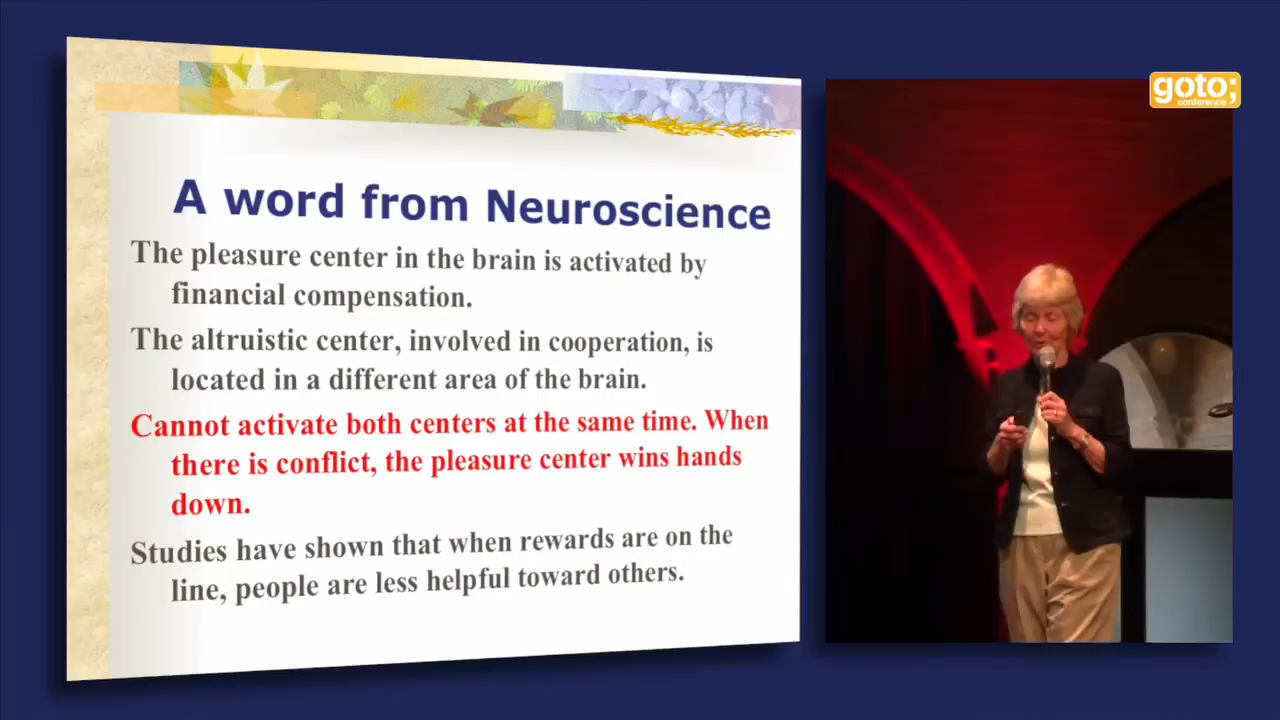 goto;
conference
A word from Neuroscience
The pleasure center in the brain is activated by
financial compensation.
The altruistic center, involved in cooperation, is
located in a different area of the brain.
Cannot activate both centers at the same time. When
there is conflict, the pleasure center wins hands
down.
Studies have shown that when rewards are on the
line, people are less helpful toward others.